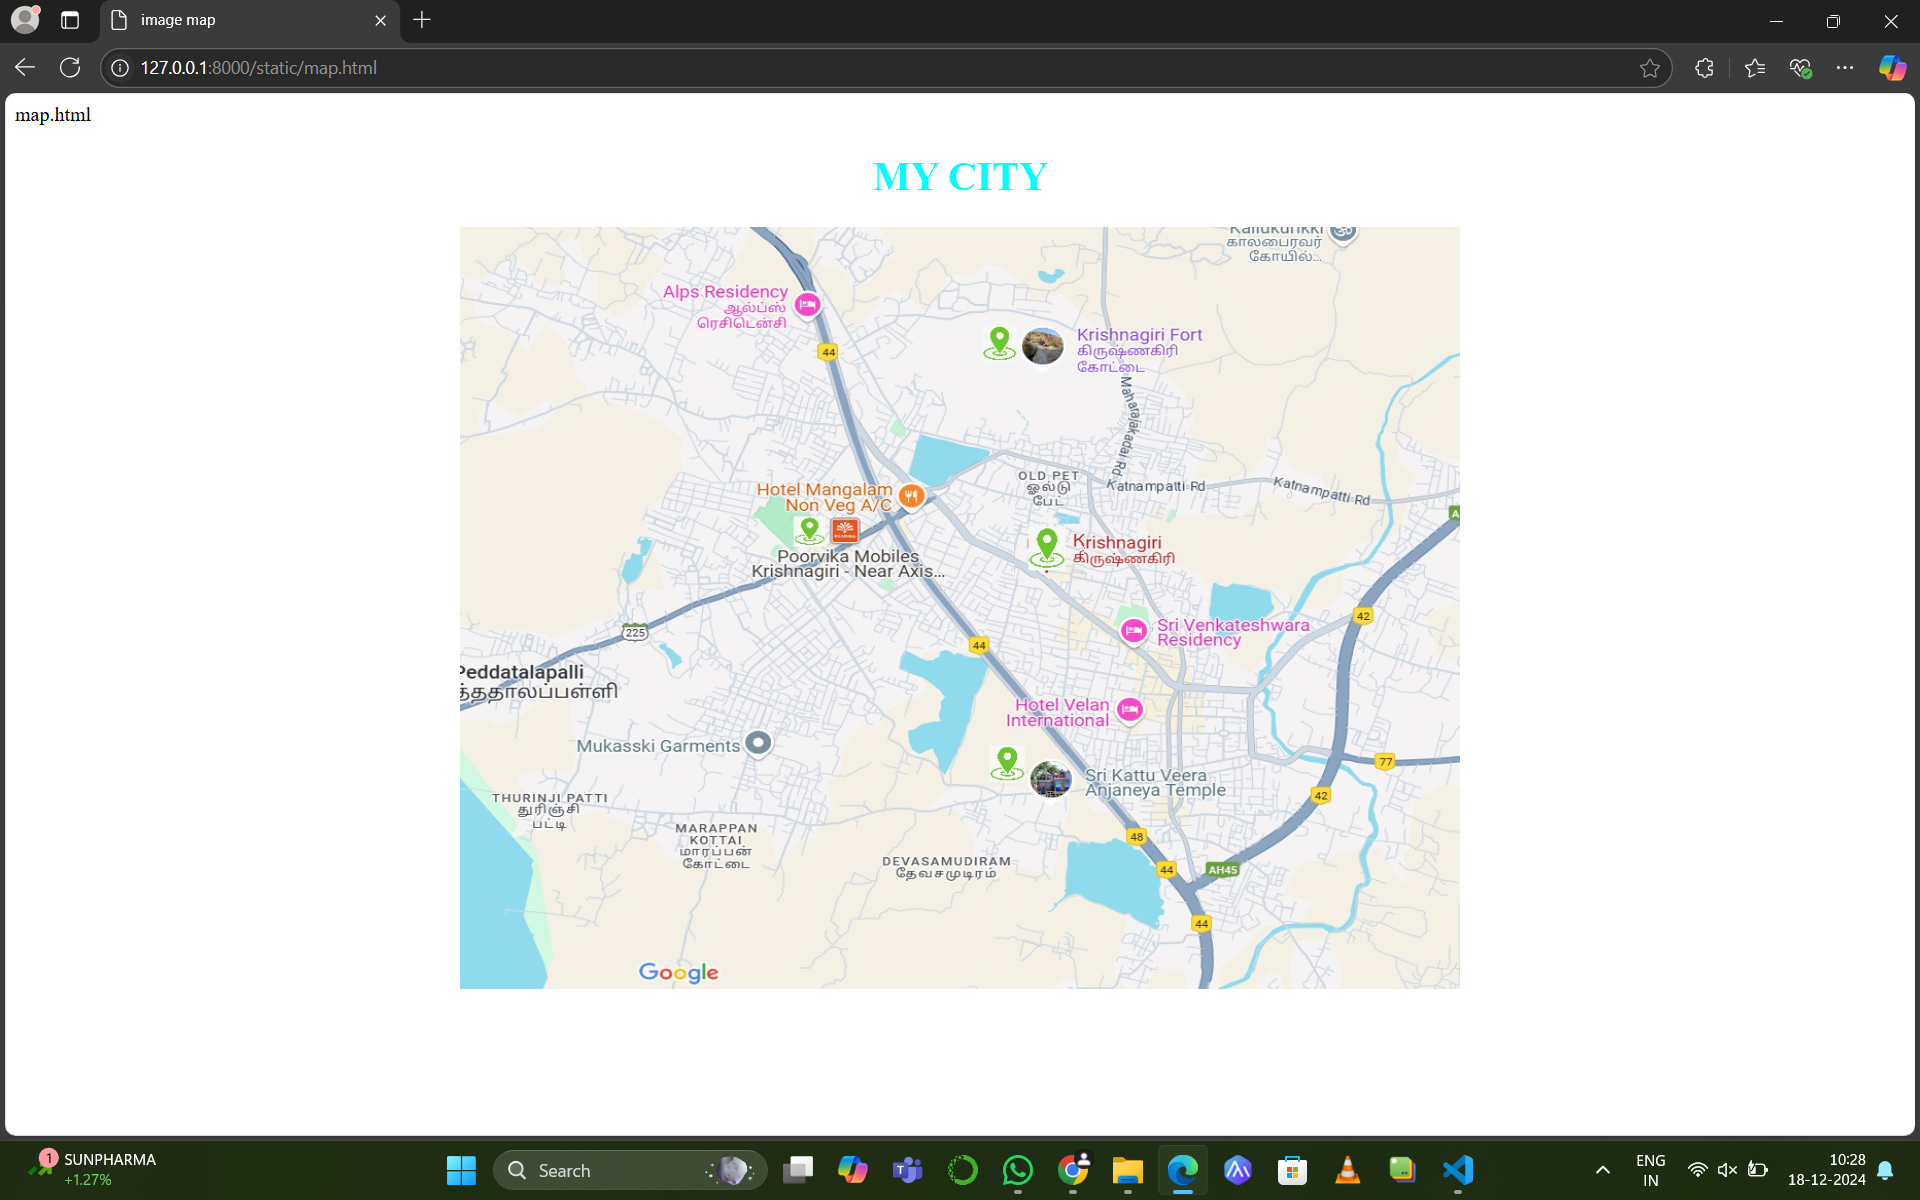 image map
127.0.0.1:8000/static/map.html
map.html
MY CITY
காலபைரவர்
கோயில்...
Alps Residency
ஆல்ப்ஸ்
ரெசிடென்சி
44
Krishnagiri Fort
கிருஷ்ணகிரி
கோட்டை
Maharajakadai Rd
OLD PET
ஓல்டு
பேட்
Katnampatti Rd
Katnampatti Rd
Hotel Mangalam
Non Veg A/C
Poorvika Mobiles
Krishnagiri - Near Axis...
Krishnagiri
கிருஷ்ணகிரி
42
225
Sri Venkateshwara
Residency
44
Peddatalapalli
த்ததாலப்பள்ளி
Hotel Velan
International
Mukasski Garments
77
Sri Kattu Veera
Anjaneya Temple
42
THURINJI PATTI
துரிஞ்சி
பட்டி
MARAPPAN
KOTTAI
மாரப்பன்
கோட்டை
48
DEVASAMUDIRAM
தேவசமுடிரம்
44
AH45
44
Google
1
SUNPHARMA
+1.27%
Search
ENG
IN
10:28
18-12-2024